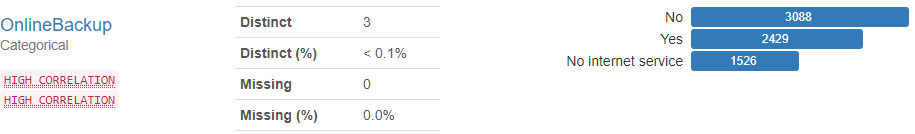 OnlineBackup
Categorical
HIGH CORRELATION
HIGH CORRELATION
Distinct 3
Distinct (%) < 0.1%
Missing 0
Missing (%) 0.0%
No 3088
Yes 2429
No internet service 1526